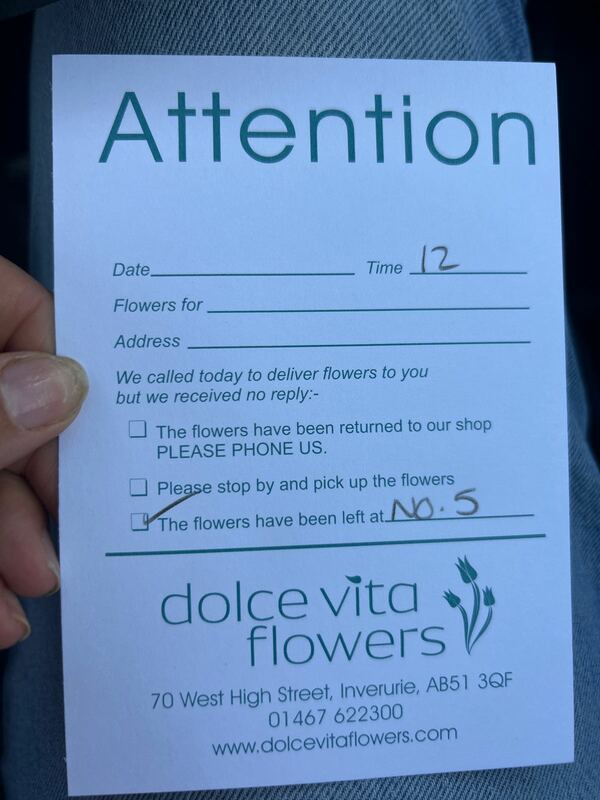 Attention
Date Time 12
Flowers for
Address
We called today to deliver flowers to you
but we received no reply:-
The flowers have been returned to our shop
PLEASE PHONE US.
Please stop by and pick up the flowers
The flowers have been left at NO. 5
dolce vita
flowers
70 West High Street, Inverurie, AB51 3QF
01467 622300
www.dolcevitaflowers.com